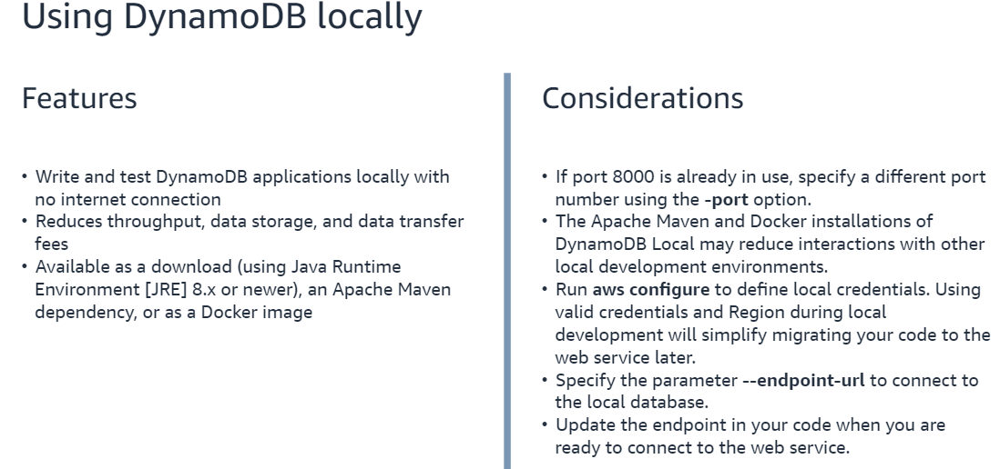 Using DynamoDB locally
Features
• Write and test DynamoDB applications locally with
no internet connection
• Reduces throughput, data storage, and data transfer
fees
• Available as a download (using Java Runtime
Environment [JRE] 8.x or newer), an Apache Maven
dependency, or as a Docker image
Considerations
• If port 8000 is already in use, specify a different port
number using the -port option.
• The Apache Maven and Docker installations of
DynamoDB Local may reduce interactions with other
local development environments.
• Run aws configure to define local credentials. Using
valid credentials and Region during local
development will simplify migrating your code to the
web service later.
• Specify the parameter --endpoint-url to connect to
the local database.
• Update the endpoint in your code when you are
ready to connect to the web service.